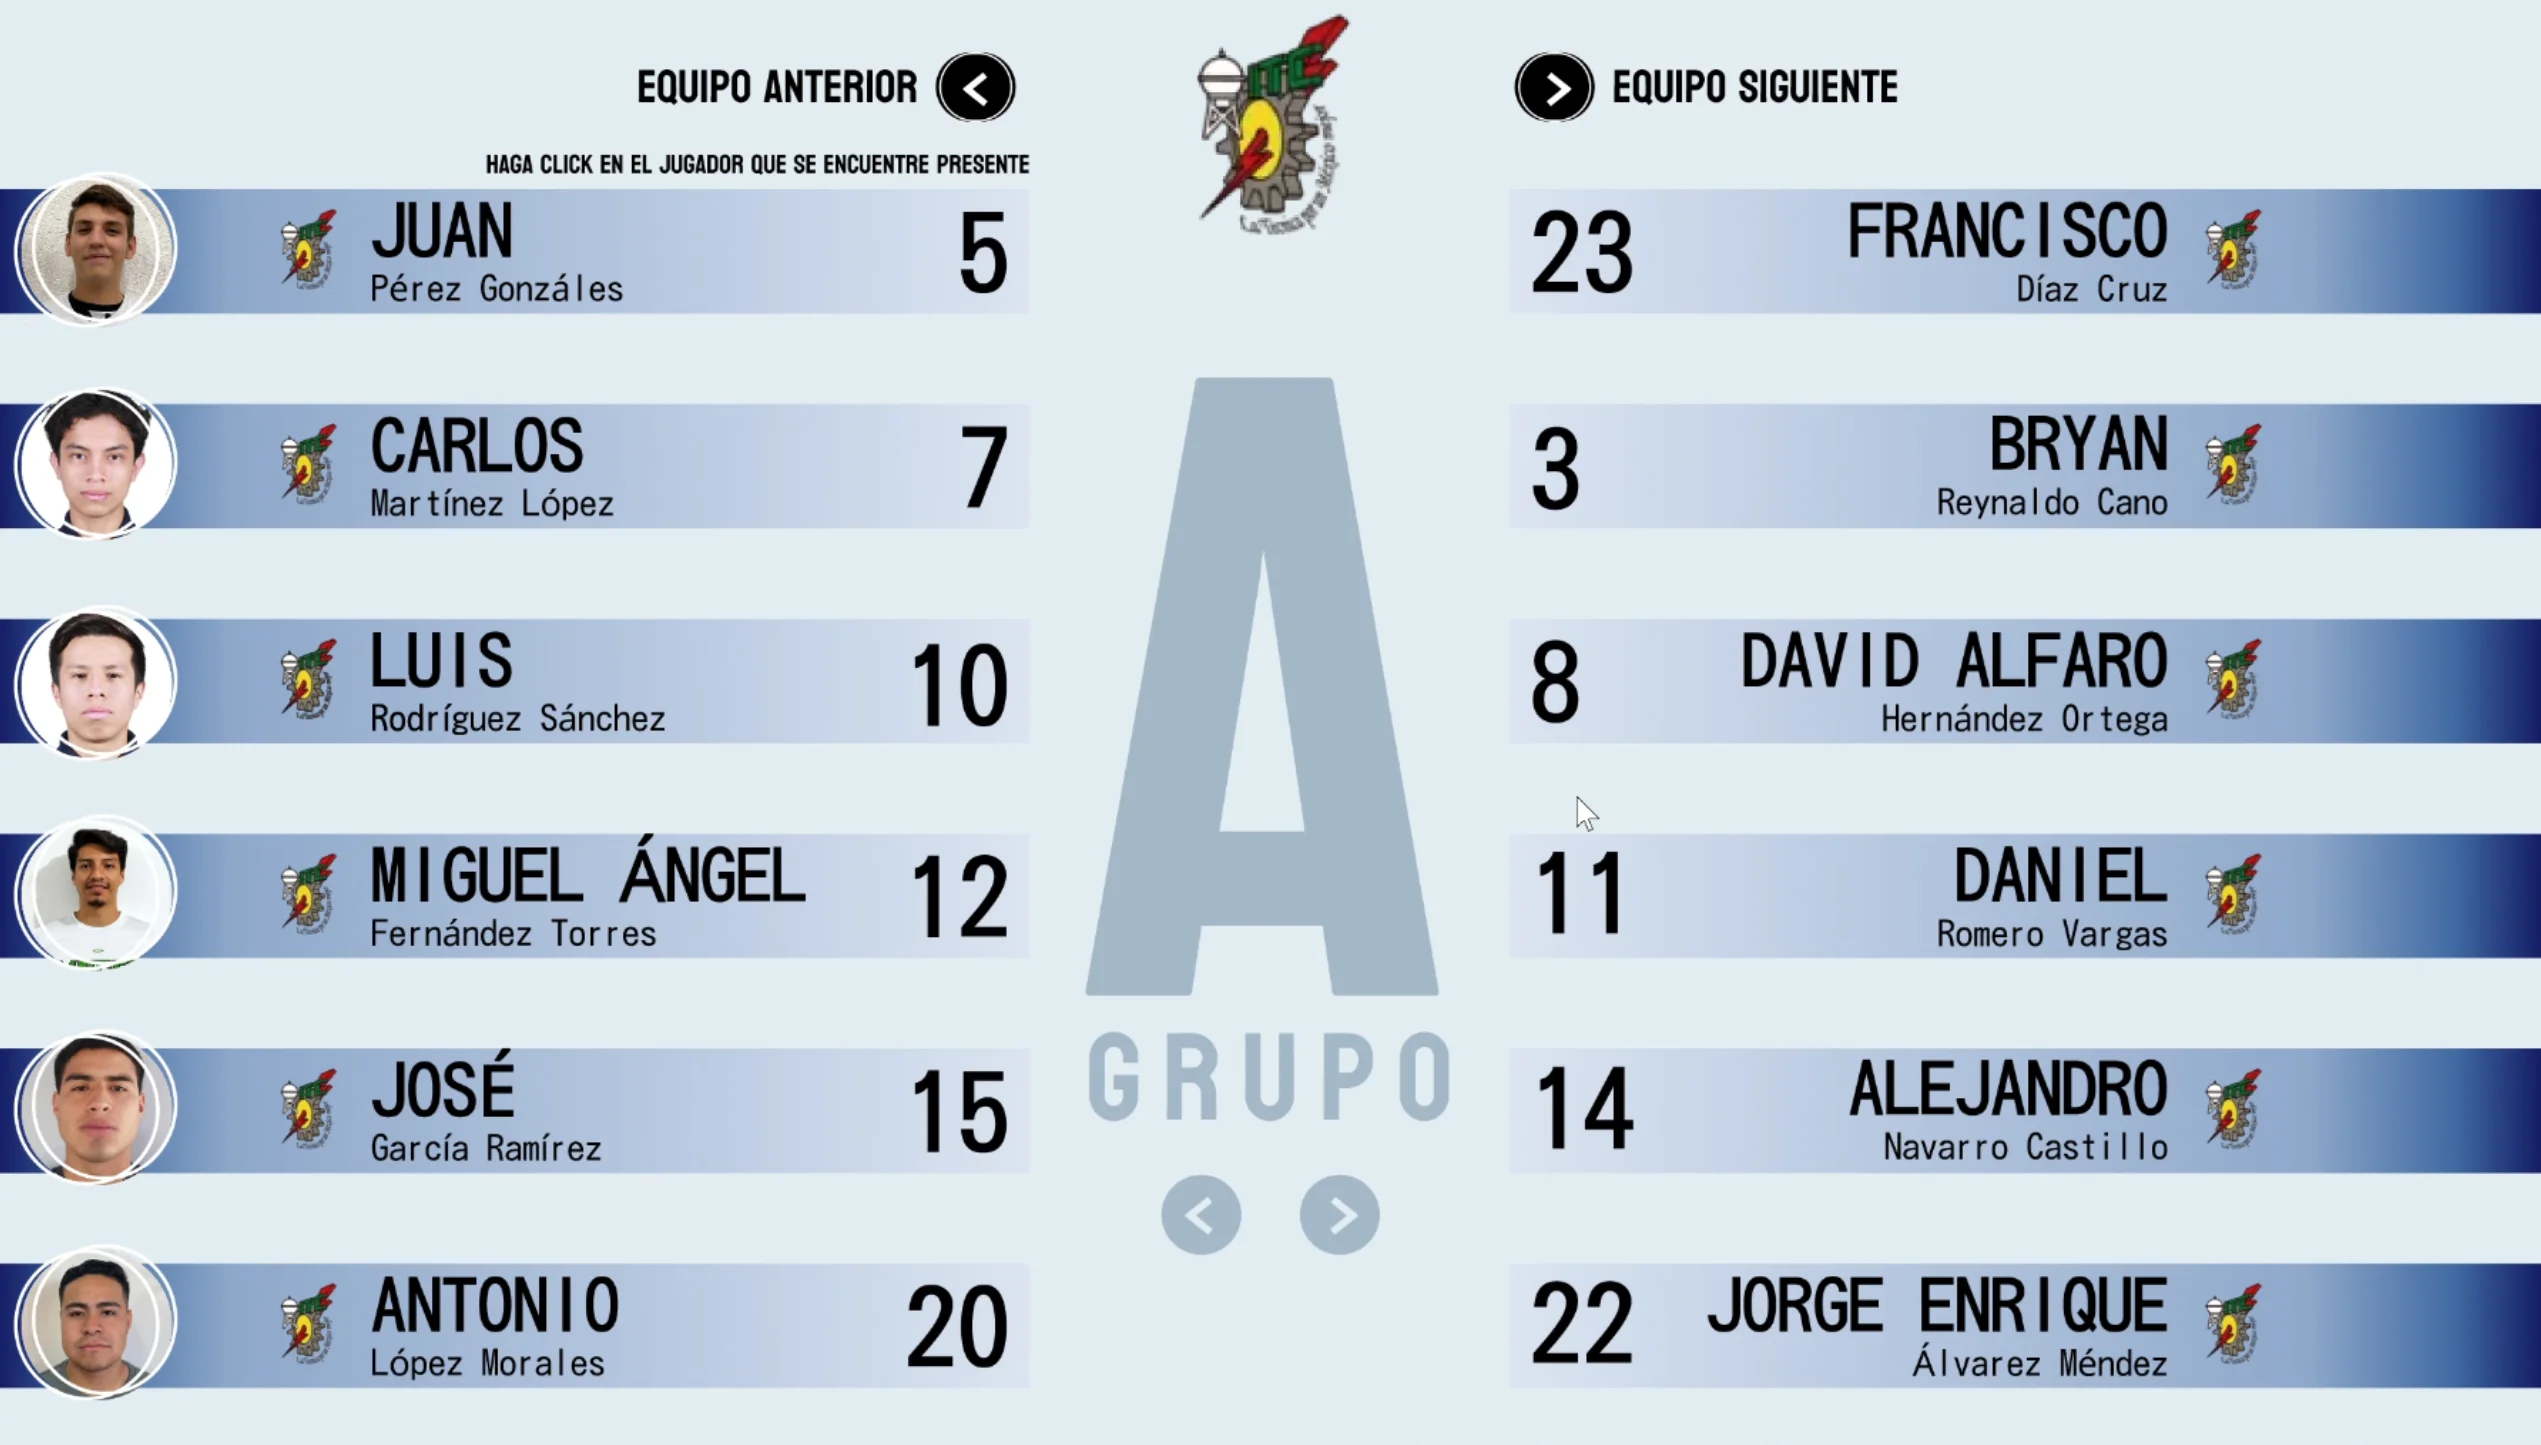 EQUIPO ANTERIOR
EQUIPO SIGUIENTE
HAGA CLICK EN EL JUGADOR QUE SE ENCUENTRE PRESENTE
JUAN
Pérez Gonzáles
5
CARLOS
Martínez López
7
LUIS
Rodríguez Sánchez
10
MIGUEL ÁNGEL
Fernández Torres
12
JOSÉ
García Ramírez
15
ANTONIO
López Morales
20
A
GRUPO
23
FRANCISCO
Díaz Cruz
3
BRYAN
Reynaldo Cano
8
DAVID ALFARO
Hernández Ortega
11
DANIEL
Romero Vargas
14
ALEJANDRO
Navarro Castillo
22
JORGE ENRIQUE
Álvarez Méndez